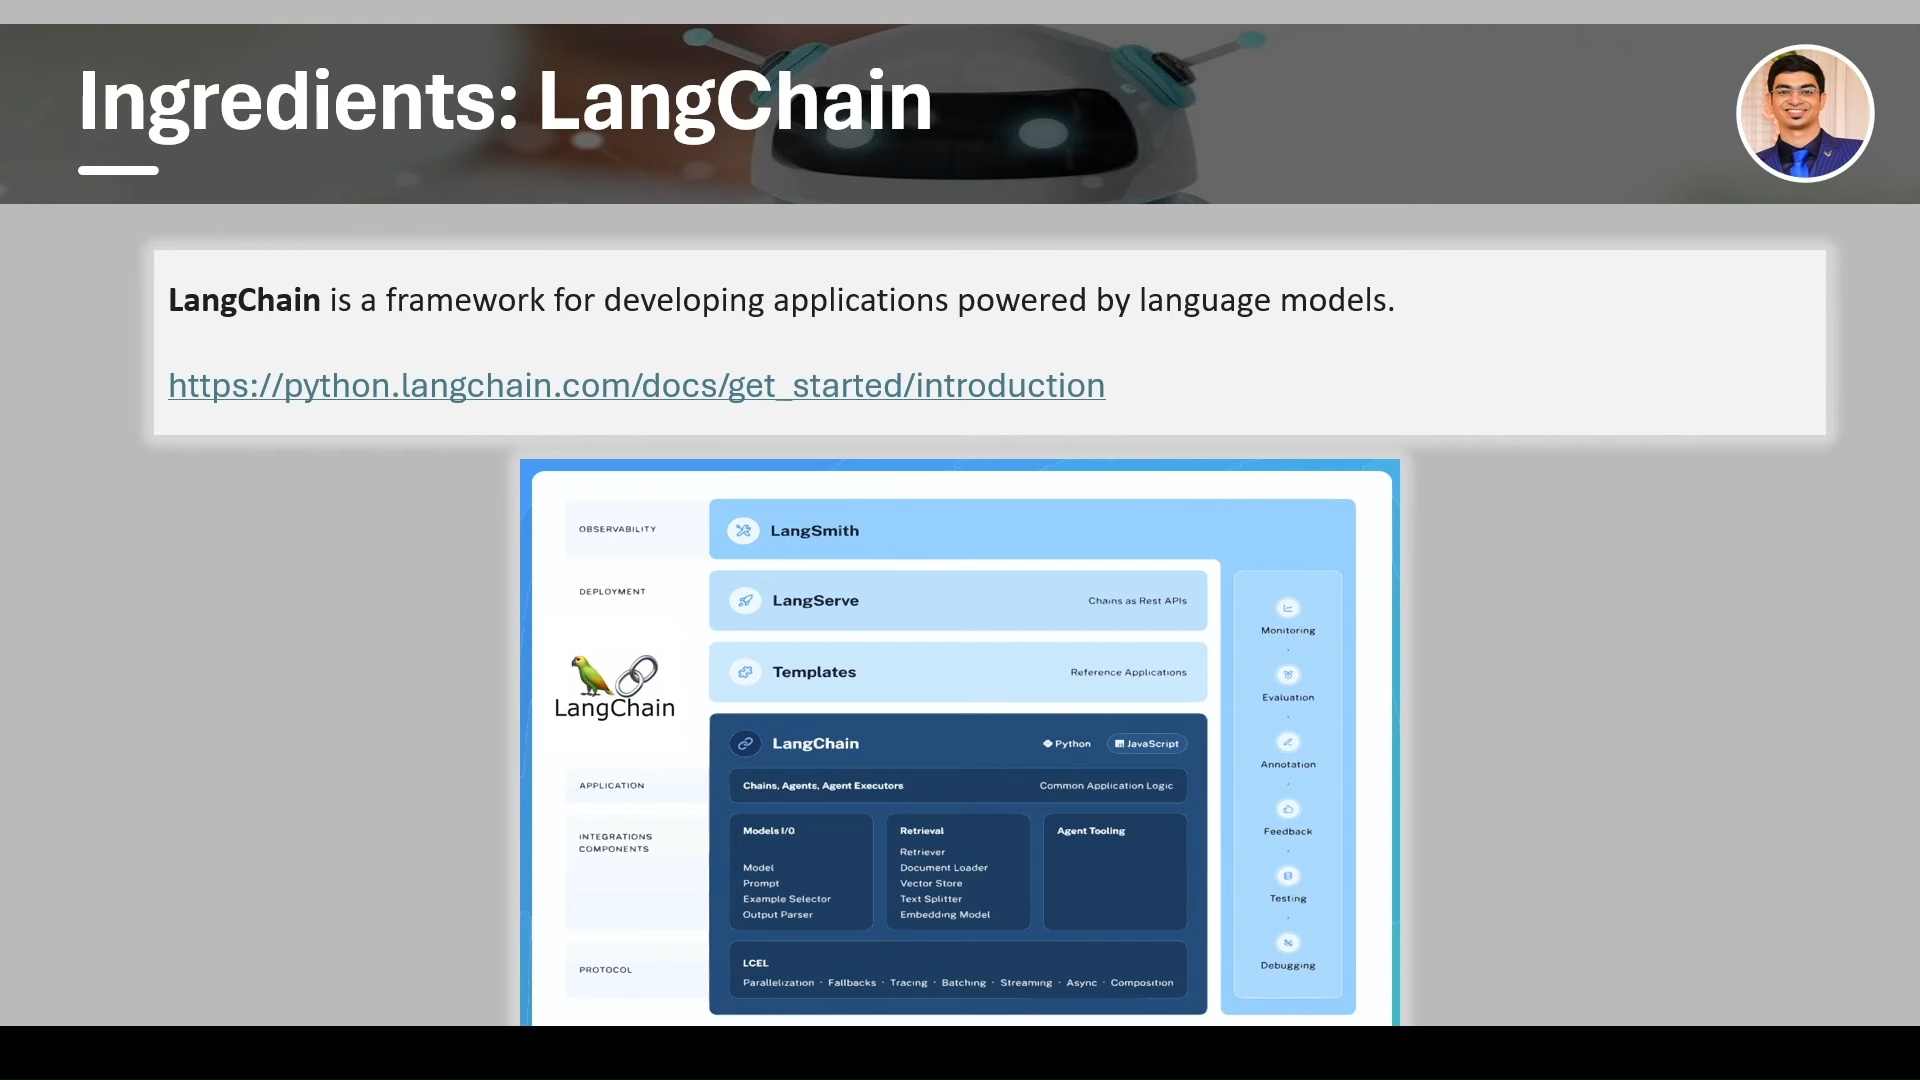 Ingredients: LangChain
LangChain is a framework for developing applications powered by language models.
https://python.langchain.com/docs/get_started/introduction
OBSERVABILITY
LangSmith
DEPLOYMENT
LangServe
Chains as Rest APIs
Templates
Reference Applications
LangChain
LangChain
Python
JavaScript
APPLICATION
Chains, Agents, Agent Executors
Common Application Logic
INTEGRATIONS
COMPONENTS
Models I/O
Model
Prompt
Example Selector
Output Parser
Retrieval
Retriever
Document Loader
Vector Store
Text Splitter
Embedding Model
Agent Tooling
PROTOCOL
LCEL
Parallelization · Fallbacks · Tracing · Batching · Streaming · Async · Composition
Monitoring
Evaluation
Annotation
Feedback
Testing
Debugging